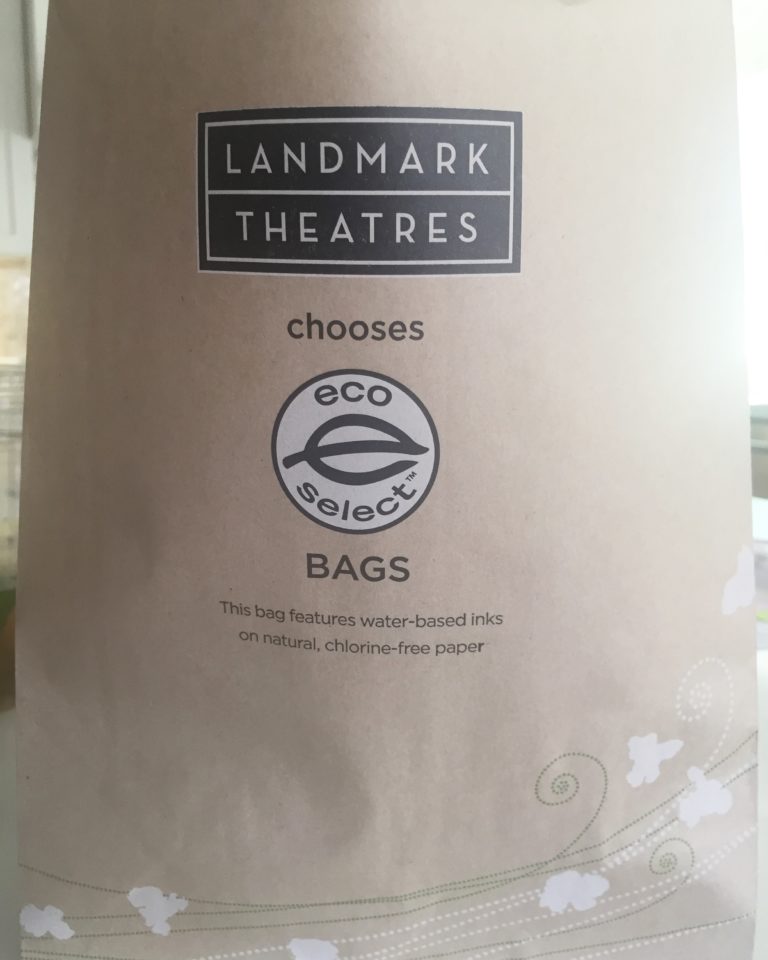 LANDMARK
THEATRES
chooses
eco
select™
BAGS
This bag features water-based inks
on natural, chlorine-free paper